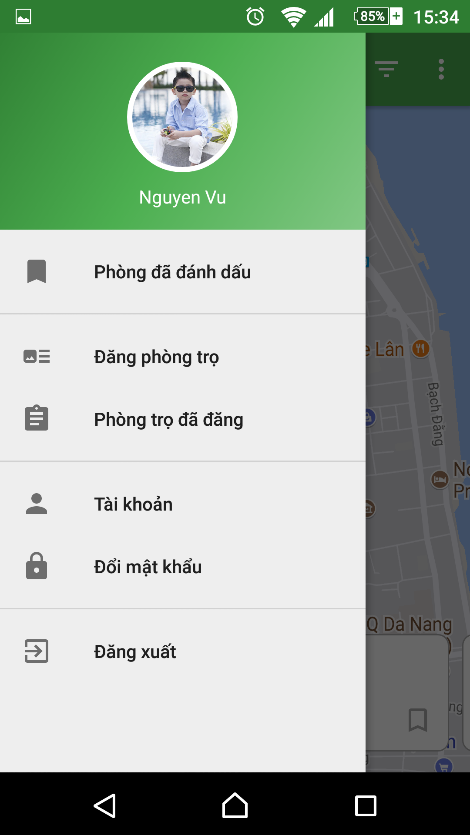 85%
15:34
Nguyen Vu
Phòng đã đánh dấu
Đăng phòng trọ
Phòng trọ đã đăng
Tài khoản
Đổi mật khẩu
Đăng xuất
Lân
Bạch Đằng
Q Da Nang